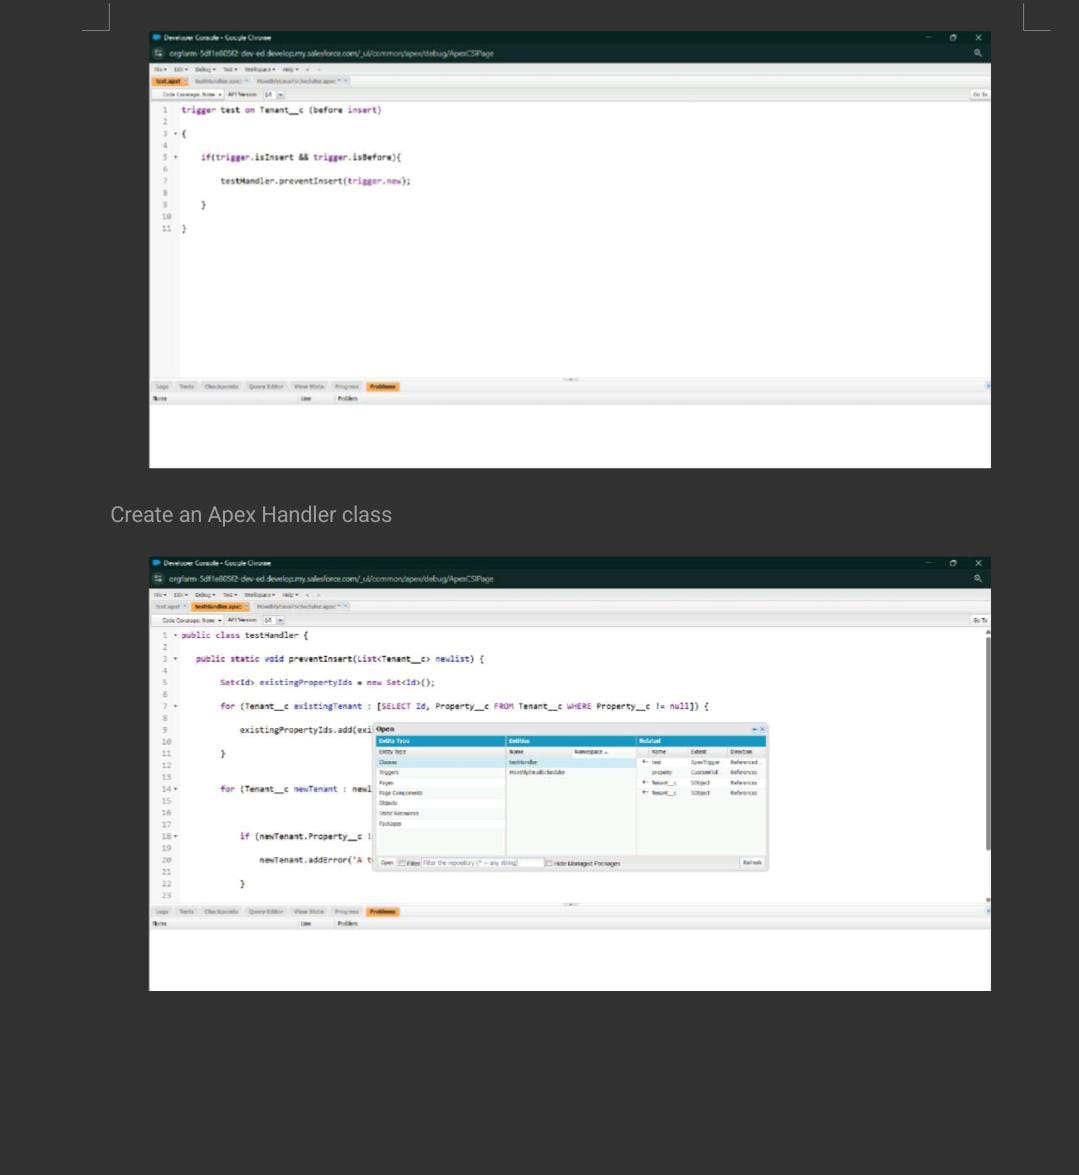 Developer Console - Google Chrome
orgfarm-5df1e805f2-dev-ed.develop.my.salesforce.com/_ui/common/apex/debug/ApexCSIPage
File Edit Debug Test Workspace Help < >
test.apxt testHandler.apxc MonthlyEmailScheduler.apxc *
Code Coverage: None API Version: 64 Go To
1 trigger test on Tenant__c (before insert)
2
3 {
4
5 if(trigger.isInsert && trigger.isBefore){
6
7 testHandler.preventInsert(trigger.new);
8
9 }
10
11 }
Logs Tests Checkpoints Query Editor View State Progress Problems
Name Line Problem
Create an Apex Handler class
Developer Console - Google Chrome
orgfarm-5df1e805f2-dev-ed.develop.my.salesforce.com/_ui/common/apex/debug/ApexCSIPage
File Edit Debug Test Workspace Help < >
test.apxt testHandler.apxc MonthlyEmailScheduler.apxc *
Code Coverage: None API Version: 64 Go To
1 public class testHandler {
2
3 public static void preventInsert(List<Tenant__c> newlist) {
4
5 Set<Id> existingPropertyIds = new Set<Id>();
6
7 for (Tenant__c existingTenant : [SELECT Id, Property__c FROM Tenant__c WHERE Property__c != null]) {
8
9 existingPropertyIds.add(exi
10
11 }
12
13
14 for (Tenant__c newTenant : newl
15
16
17
18 if (newTenant.Property__c !
19
20 newTenant.addError('A t
21
22 }
23
Open
Entity Type Entities Related
Entity Type Name Namespace Name Extent Direction
Classes testHandler test ApexTrigger Referenced...
Triggers MonthlyEmailScheduler property CustomField References
Pages Tenant__c SObject References
Page Components Tenant__c SObject References
Objects
Static Resources
Packages
Open Filter Filter the repository (* = any string) Hide Managed Packages Refresh
Logs Tests Checkpoints Query Editor View State Progress Problems
Name Line Problem